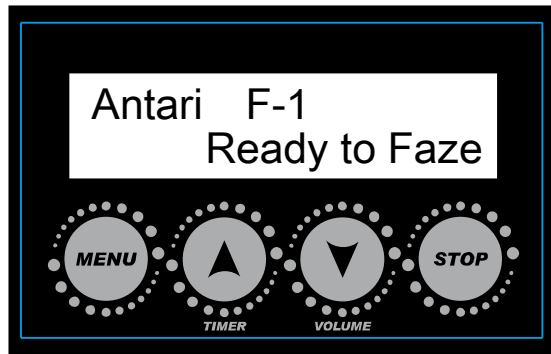 Antari F-1
Ready to Faze
MENU
STOP
TIMER
VOLUME